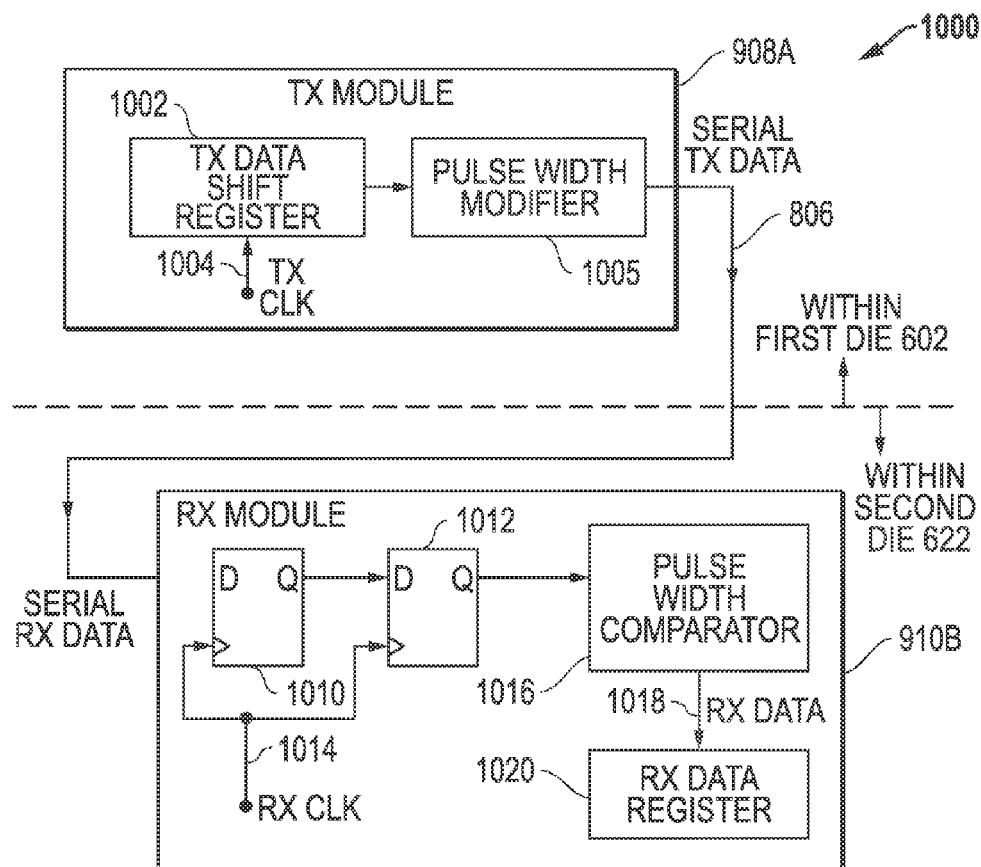 1000
908A
TX MODULE
1002
TX DATA
SHIFT
REGISTER
PULSE WIDTH
MODIFIER
SERIAL
TX DATA
806
1004
TX
CLK
1005
WITHIN
FIRST DIE 602
WITHIN
SECOND
DIE 622
RX MODULE
1012
D Q
D Q
PULSE
WIDTH
COMPARATOR
SERIAL
RX DATA
910B
1010
1016
1018
RX DATA
1014
1020
RX DATA
REGISTER
RX CLK